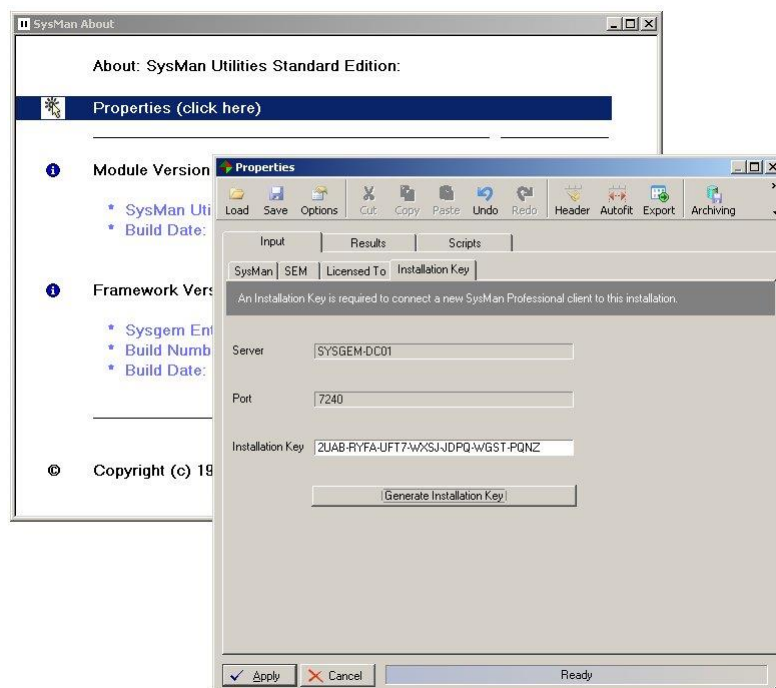 SysMan About
About: SysMan Utilities Standard Edition:
Properties (click here)
Module Version
* SysMan Uti
* Build Date:
Framework Vers
* Sysgem Ent
* Build Numb
* Build Date:
© Copyright (c) 19
Properties
Load Save Options Cut Copy Paste Undo Redo Header Autofit Export Archiving
Input Results Scripts
SysMan SEM Licensed To Installation Key
An Installation Key is required to connect a new SysMan Professional client to this installation.
Server SYSGEM-DC01
Port 7240
Installation Key 2UAB-RYFA-UFT7-WXSJ-JDPQ-WGST-PQNZ
Generate Installation Key
Apply Cancel Ready